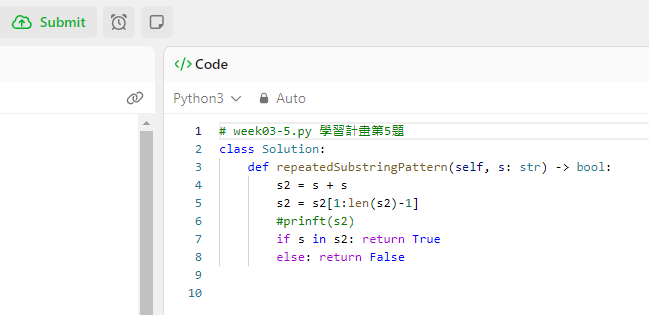 Submit
Code
Python3 Auto
1 # week03-5.py 學習計畫第5題
2 class Solution:
3 def repeatedSubstringPattern(self, s: str) -> bool:
4 s2 = s + s
5 s2 = s2[1:len(s2)-1]
6 #prinft(s2)
7 if s in s2: return True
8 else: return False
9
10